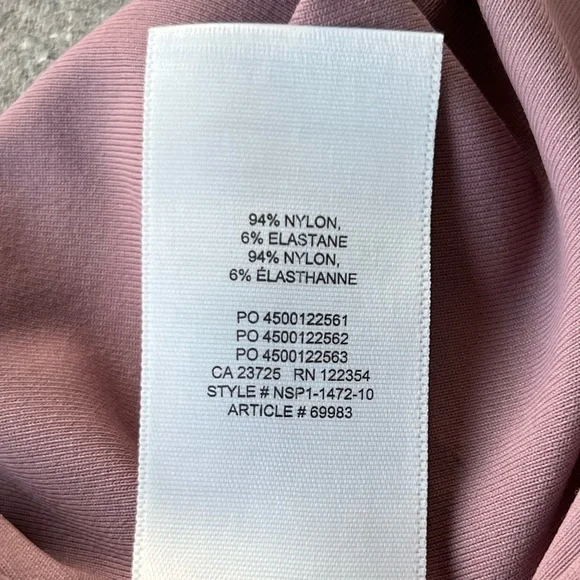 94% NYLON,
6% ELASTANE
94% NYLON,
6% ÉLASTHANNE
PO 4500122561
PO 4500122562
PO 4500122563
CA 23725 RN 122354
STYLE # NSP1-1472-10
ARTICLE # 69983